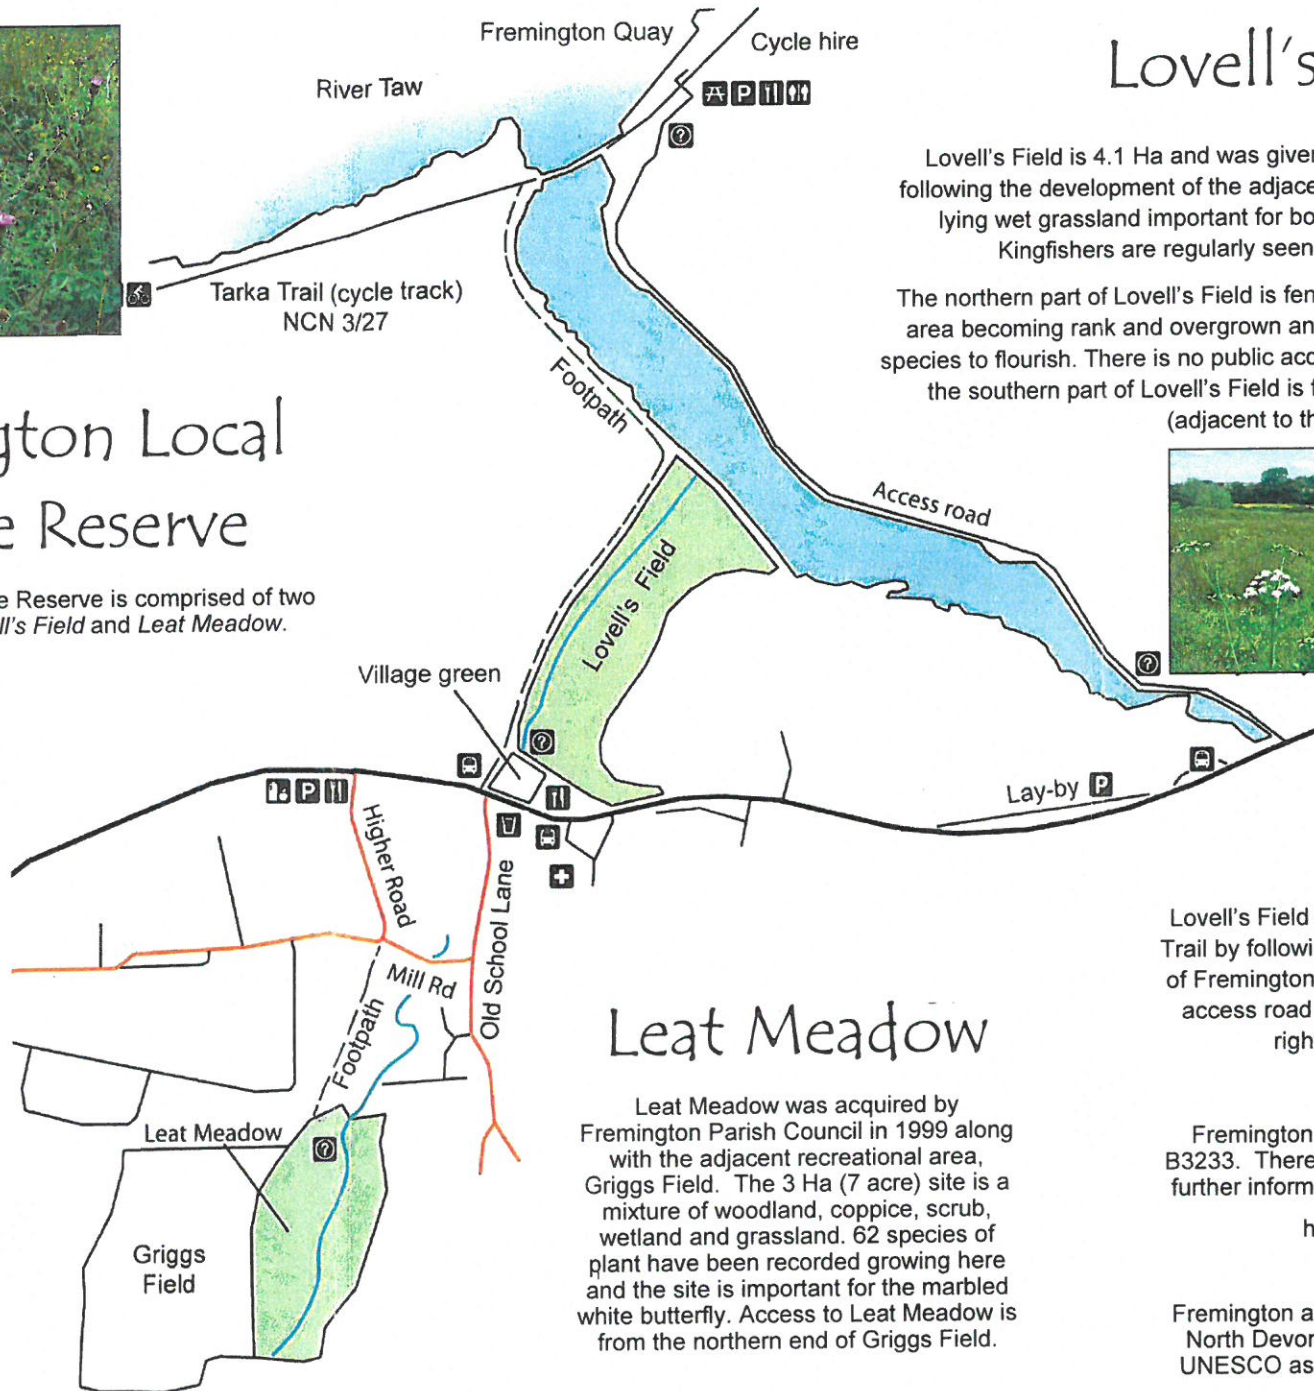 Fremington Quay
Cycle hire
River Taw
P
?
Tarka Trail (cycle track)
NCN 3/27
Footpath
Access road
Lovell's Field
Village green
?
?
P
Higher Road
Old School Lane
Mill Rd
Footpath
Lay-by P
Leat Meadow
?
Griggs
Field
gton Local
e Reserve
e Reserve is comprised of two
ll's Field and Leat Meadow.
Lovell's
Lovell's Field is 4.1 Ha and was given
following the development of the adjace
lying wet grassland important for bo
Kingfishers are regularly seen
The northern part of Lovell's Field is fen
area becoming rank and overgrown an
species to flourish. There is no public acc
the southern part of Lovell's Field is f
(adjacent to th
Leat Meadow
Leat Meadow was acquired by
Fremington Parish Council in 1999 along
with the adjacent recreational area,
Griggs Field. The 3 Ha (7 acre) site is a
mixture of woodland, coppice, scrub,
wetland and grassland. 62 species of
plant have been recorded growing here
and the site is important for the marbled
white butterfly. Access to Leat Meadow is
from the northern end of Griggs Field.
Lovell's Field
Trail by followi
of Fremington
access road
righ
Fremington
B3233. There
further inform
h
Fremington a
North Devon
UNESCO as